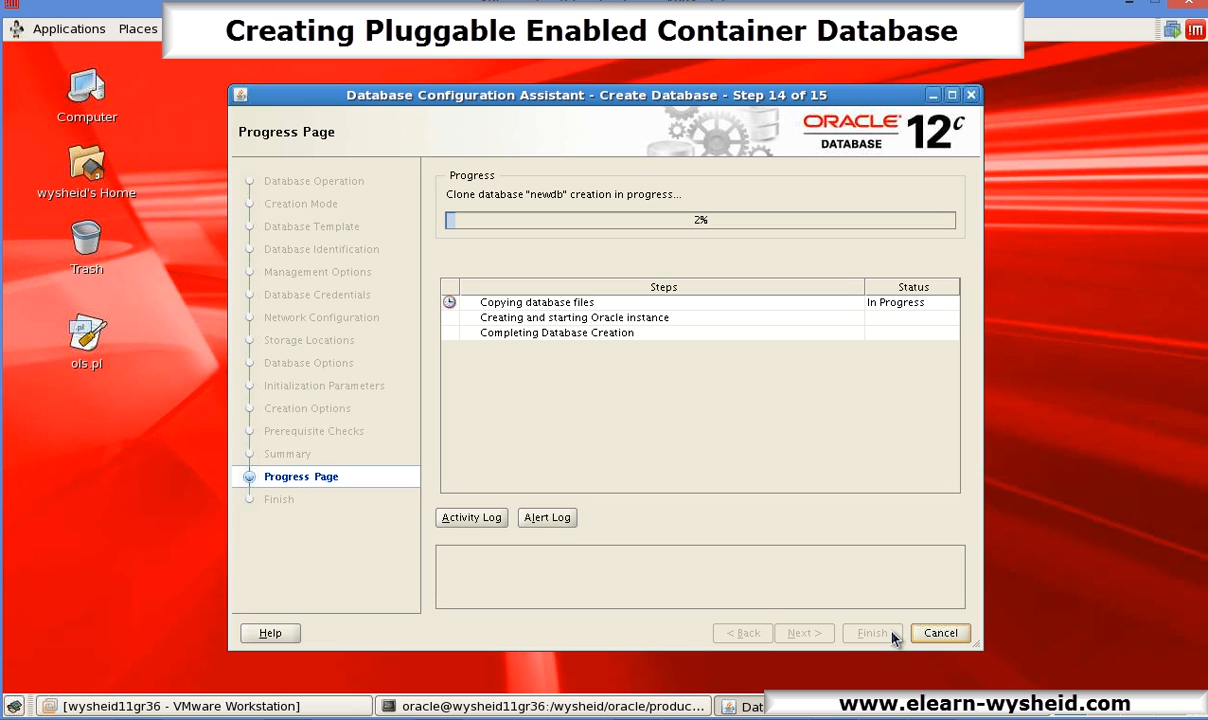 Creating Pluggable Enabled Container Database
Applications Places
!m
Computer
wysheid's Home
Trash
.pl
ols pl
Database Configuration Assistant - Create Database - Step 14 of 15
Progress Page
ORACLE
DATABASE
12c
Database Operation
Creation Mode
Database Template
Database Identification
Management Options
Database Credentials
Network Configuration
Storage Locations
Database Options
Initialization Parameters
Creation Options
Prerequisite Checks
Summary
Progress Page
Finish
Progress
Clone database "newdb" creation in progress...
2%
Steps Status
Copying database files In Progress
Creating and starting Oracle instance
Completing Database Creation
Activity Log Alert Log
Help < Back Next > Finish Cancel
[wysheid11gr36 - VMware Workstation] oracle@wysheid11gr36:/wysheid/oracle/produc... Dat
www.elearn-wysheid.com